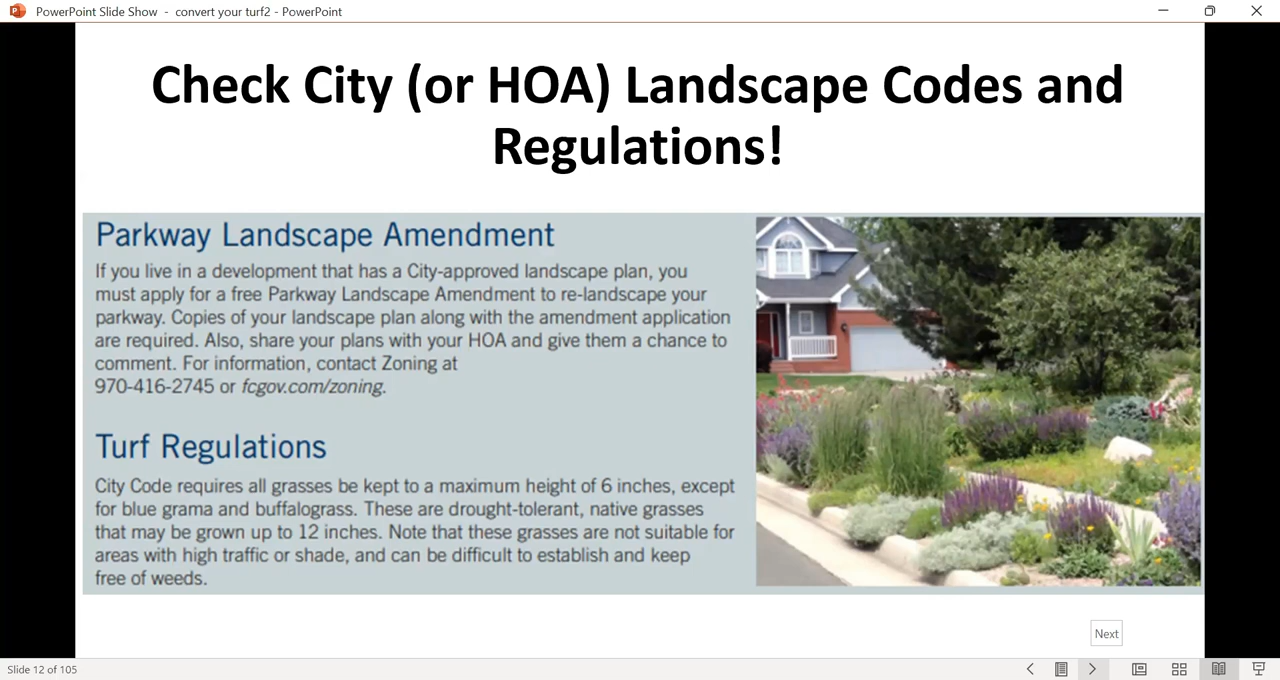 PowerPoint Slide Show - convert your turf2 - PowerPoint
Check City (or HOA) Landscape Codes and
Regulations!
Parkway Landscape Amendment
If you live in a development that has a City-approved landscape plan, you
must apply for a free Parkway Landscape Amendment to re-landscape your
parkway. Copies of your landscape plan along with the amendment application
are required. Also, share your plans with your HOA and give them a chance to
comment. For information, contact Zoning at
970-416-2745 or fcgov.com/zoning.
Turf Regulations
City Code requires all grasses be kept to a maximum height of 6 inches, except
for blue grama and buffalograss. These are drought-tolerant, native grasses
that may be grown up to 12 inches. Note that these grasses are not suitable for
areas with high traffic or shade, and can be difficult to establish and keep
free of weeds.
Next
Slide 12 of 105